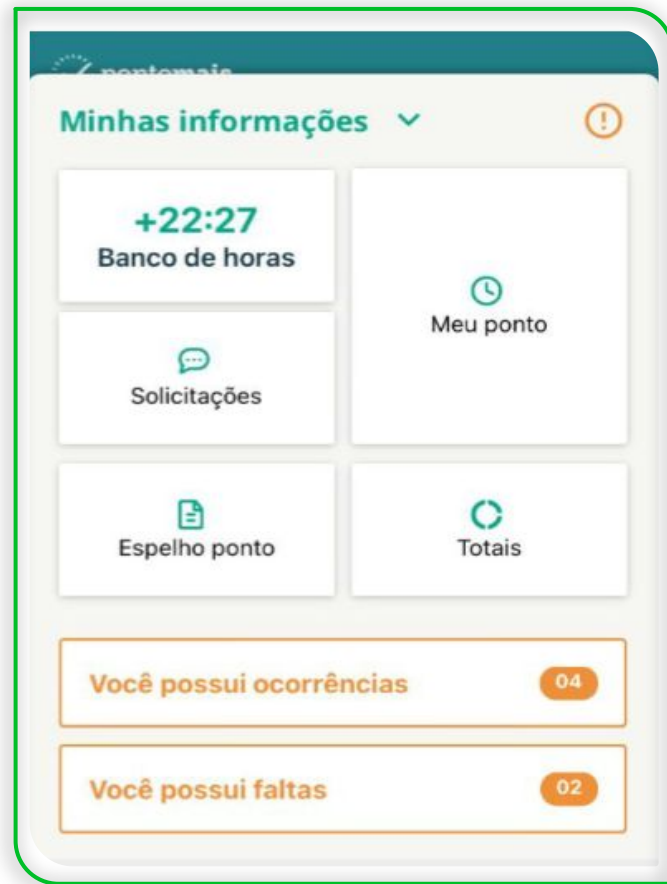 pontomais
Minhas informações
+22:27
Banco de horas
Meu ponto
Solicitações
Espelho ponto
Totais
Você possui ocorrências 04
Você possui faltas 02